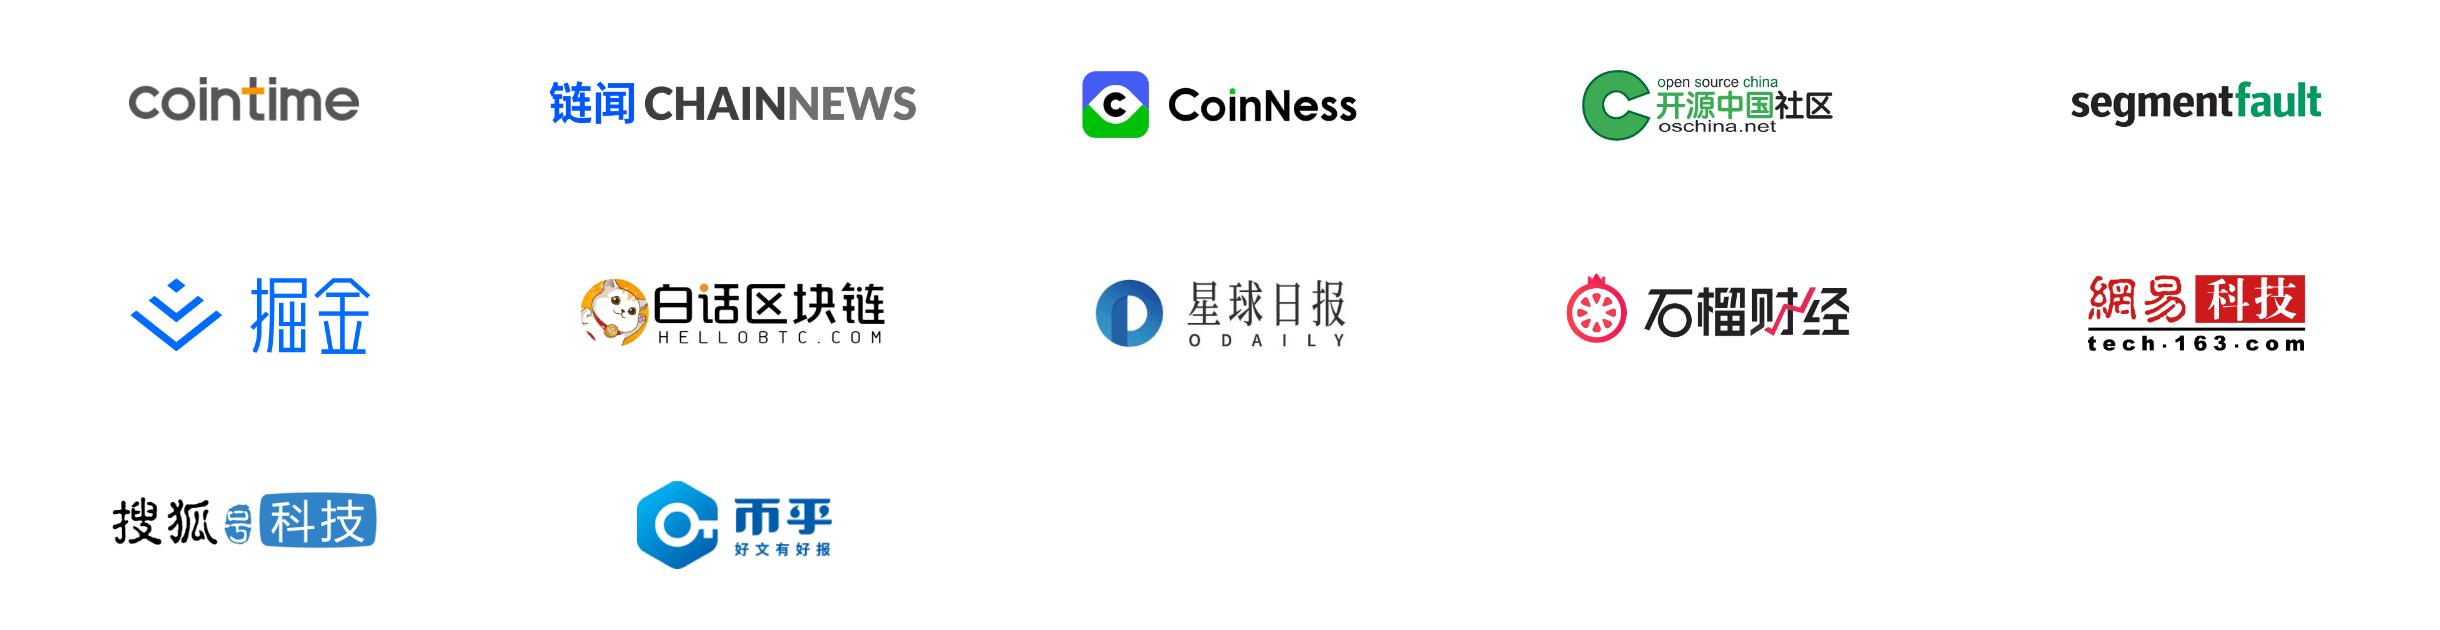 cointime
链闻 CHAINNEWS
C CoinNess
open source china
开源中国社区
oschina.net
segmentfault
掘金
白话区块链
HELLOBTC.COM
星球日报
ODAILY
石榴财经
網易科技
tech.163.com
搜狐号科技
币乎
好文有好报